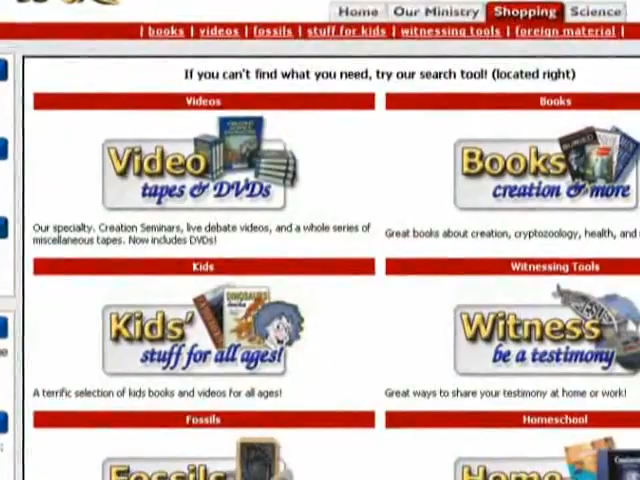 Home Our Ministry Shopping Science
| books | videos | fossils | stuff for kids | witnessing tools | foreign material |
If you can't find what you need, try our search tool! (located right)
Videos
Books
Video
tapes & DVDs
Books
creation & more
Our specialty. Creation Seminars, live debate videos, and a whole series of
miscellaneous tapes. Now includes DVDs!
Great books about creation, cryptozoology, health, and
Kids
Witnessing Tools
DINOSAURS
Kids'
stuff for all ages!
Witness
be a testimony
A terrific selection of kids books and videos for all ages!
Great ways to share your testimony at home or work!
Fossils
Homeschool
Fossils
Home